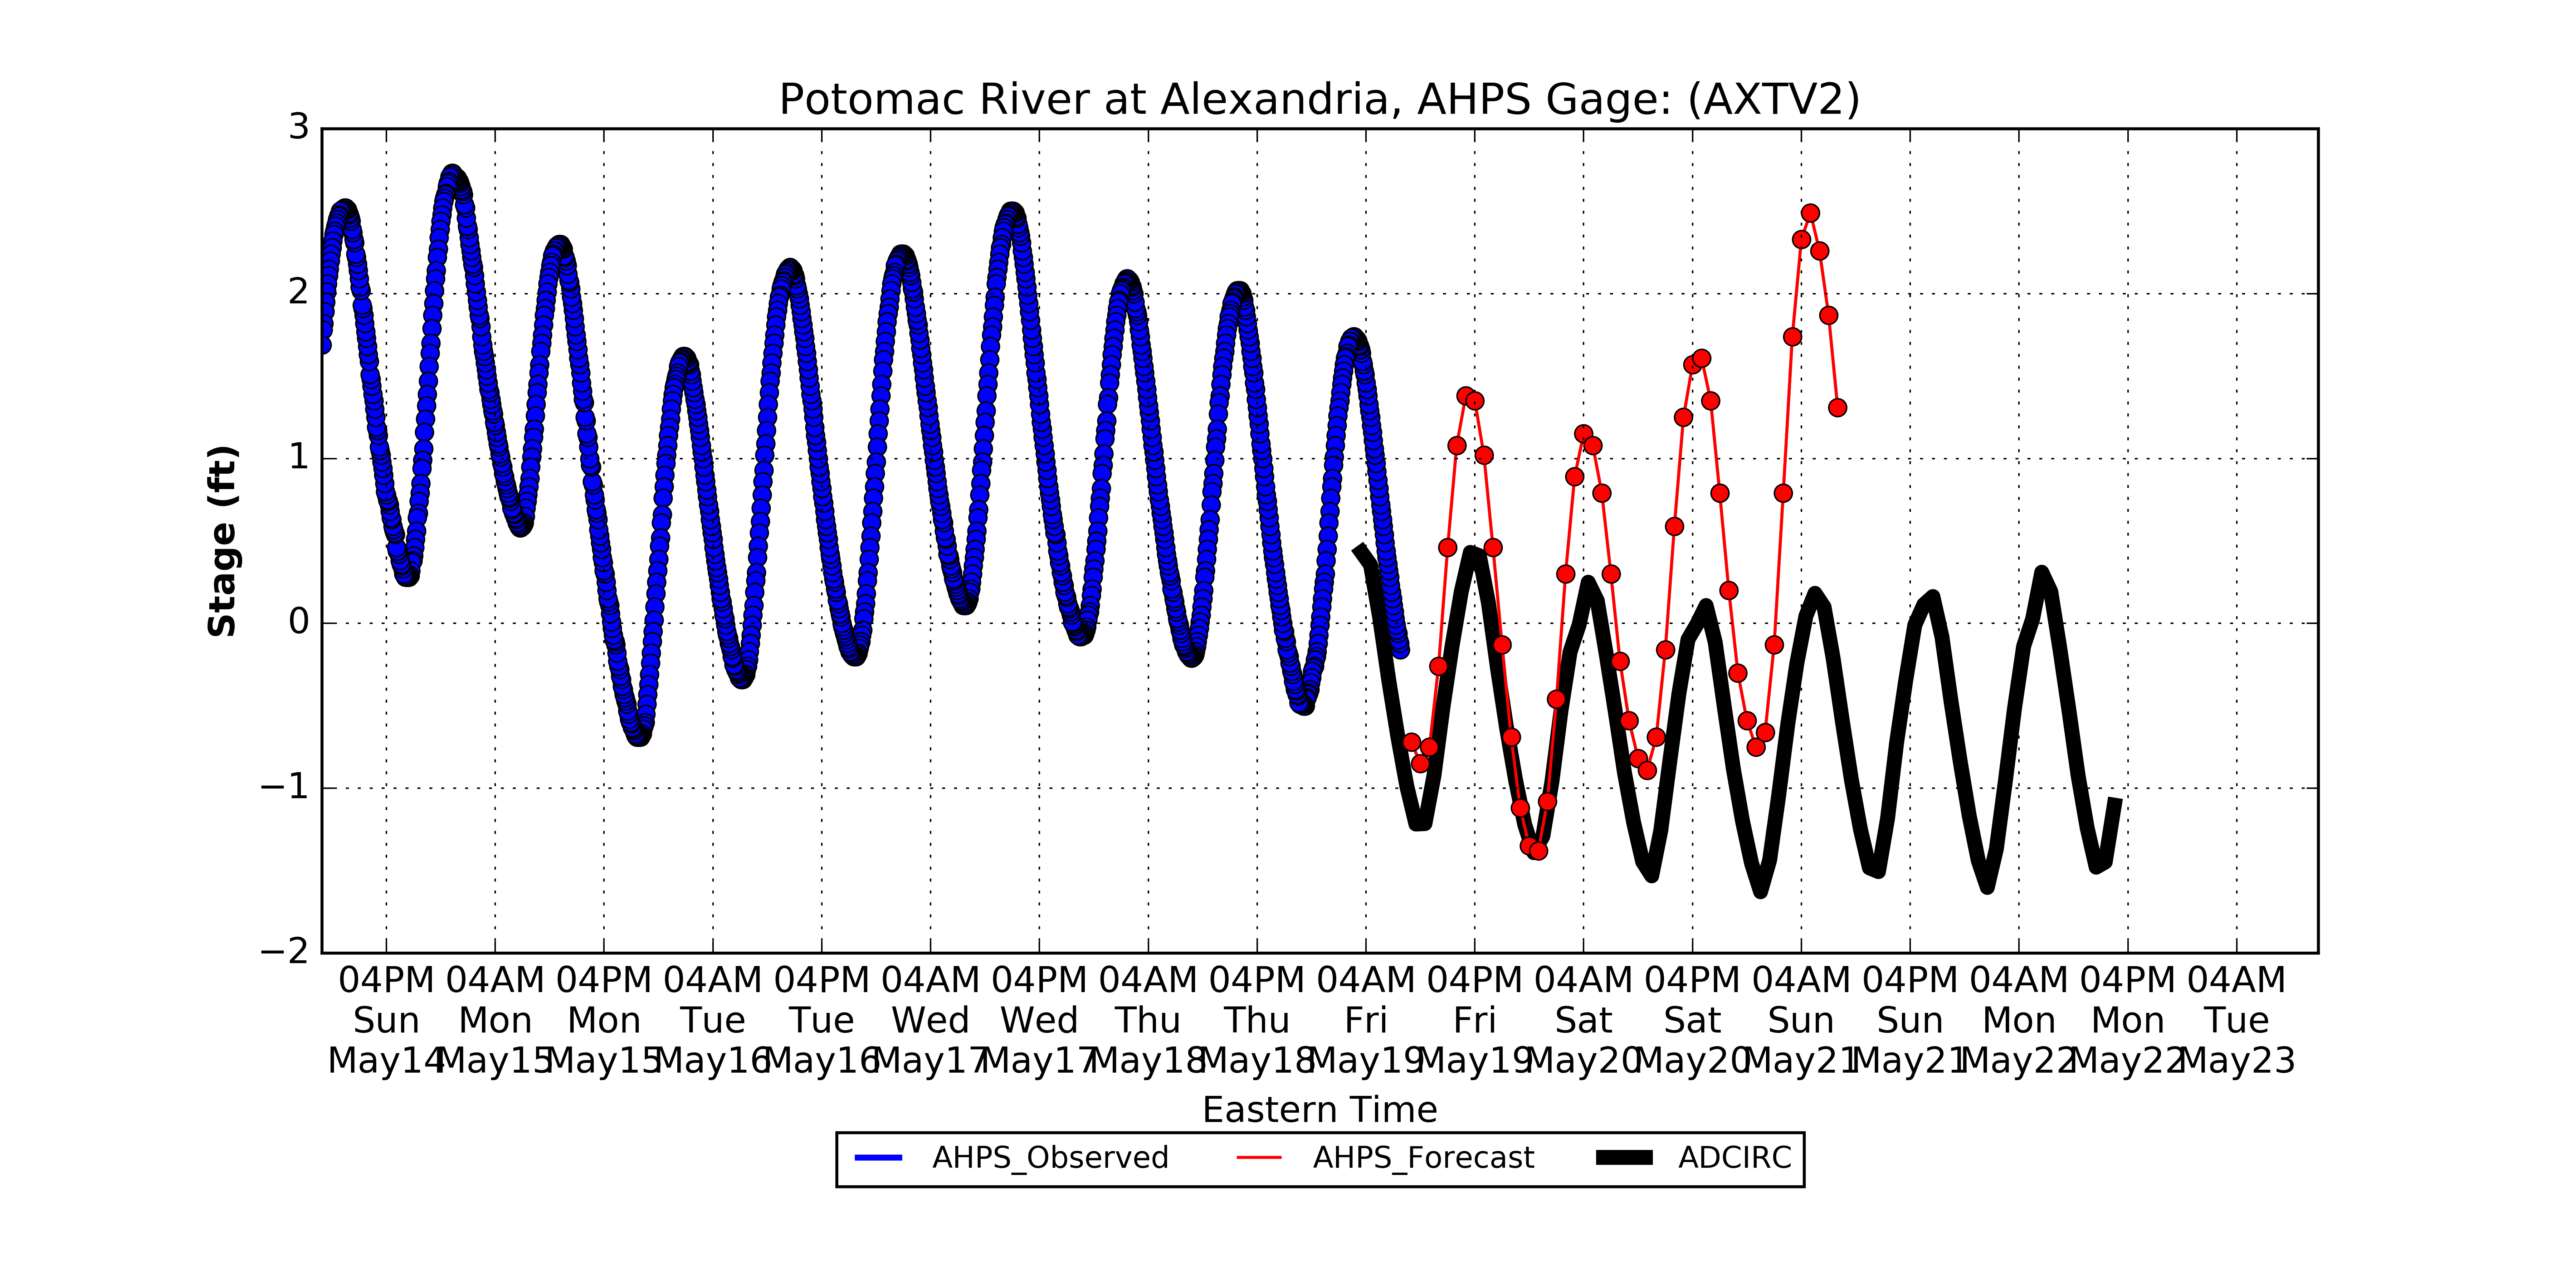 Potomac River at Alexandria, AHPS Gage: (AXTV2)
3
2
1
0
−1
−2
Stage (ft)
04PM 04AM 04PM 04AM 04PM 04AM 04PM 04AM 04PM 04AM 04PM 04AM 04PM 04AM 04PM 04AM 04PM 04AM
Sun Mon Mon Tue Tue Wed Wed Thu Thu Fri Fri Sat Sat Sun Sun Mon Mon Tue
May14 May15 May15 May16 May16 May17 May17 May18 May18 May19 May19 May20 May20 May21 May21 May22 May22 May23
Eastern Time
AHPS_Observed AHPS_Forecast ADCIRC